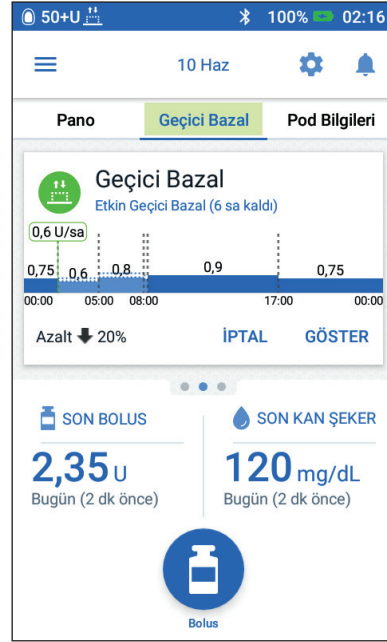 50+U 100% 02:16
10 Haz
Pano Geçici Bazal Pod Bilgileri
Geçici Bazal
Etkin Geçici Bazal (6 sa kaldı)
0,6 U/sa
0,75 0,6 0,8 0,9 0,75
00:00 05:00 08:00 17:00 00:00
Azalt 20% İPTAL GÖSTER
SON BOLUS SON KAN ŞEKER
2,35 U 120 mg/dL
Bugün (2 dk önce) Bugün (2 dk önce)
Bolus